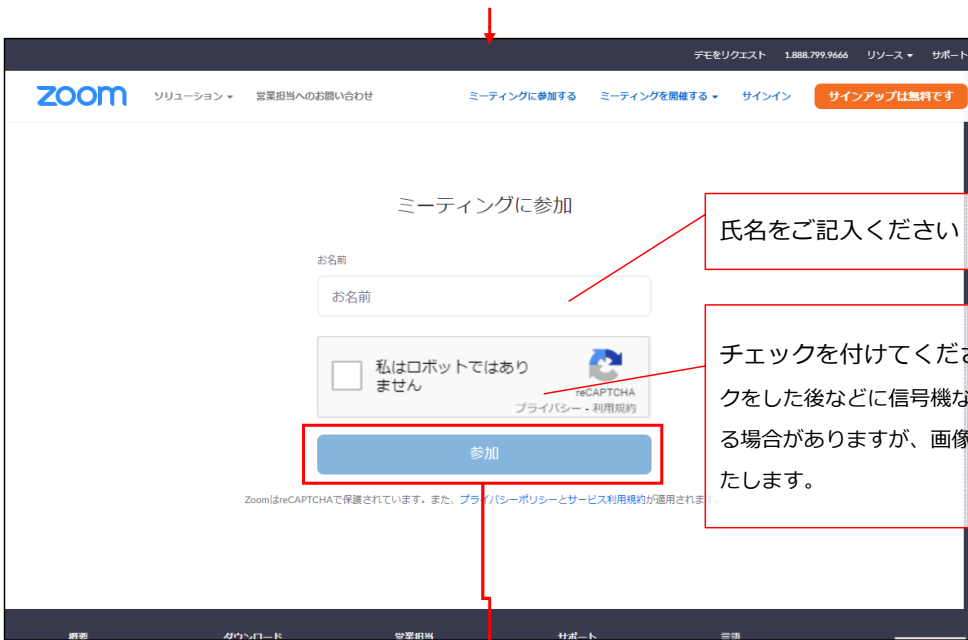 デモをリクエスト 1.888.799.9666 リソース サポート
zoom ソリューション 営業担当へのお問い合わせ ミーティングに参加する ミーティングを開催する サインイン サインアップは無料です
ミーティングに参加
氏名をご記入ください
お名前
お名前
チェックを付けてくださ
私はロボットではあり
ません
クをした後などに信号機な
reCAPTCHA
プライバシー - 利用規約
る場合がありますが、画像
参加
たします。
ZoomはreCAPTCHAで保護されています。また、プライバシーポリシーとサービス利用規約が適用されます。
概要 ダウンロード 営業担当 サポート 言語